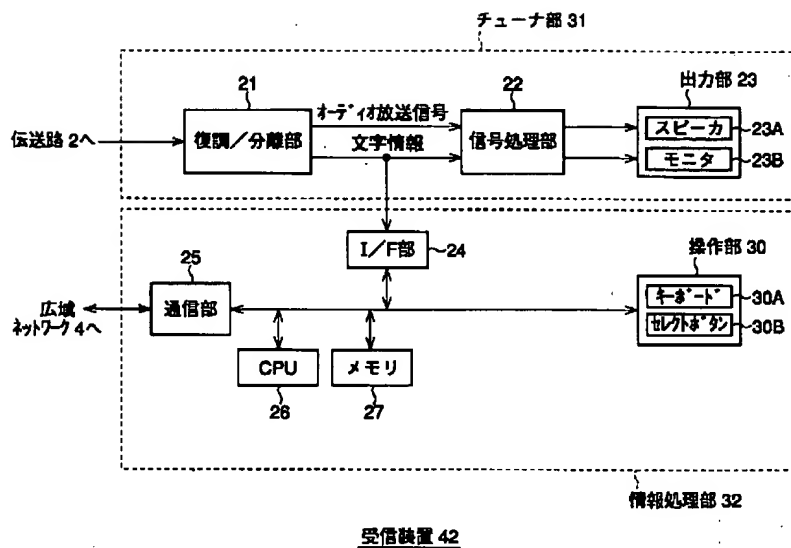 チューナ部 31
21
オーディオ放送信号
22
出力部 23
伝送路 2へ
復調／分離部
文字情報
信号処理部
スピーカ
23A
モニタ
23B
I／F部
24
25
操作部 30
広域
ネットワーク 4へ
通信部
キーボード
30A
セレクトボタン
30B
CPU
メモリ
26
27
情報処理部 32
受信装置 42